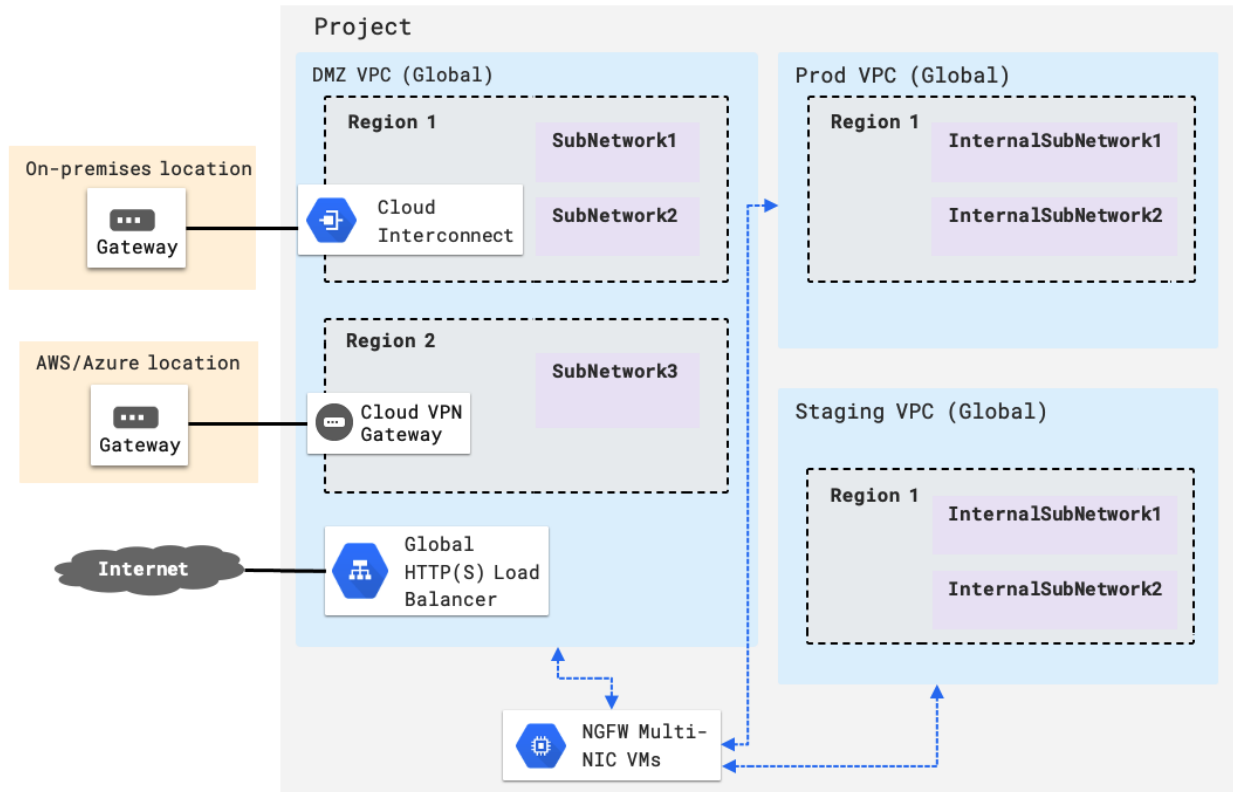 Project
DMZ VPC (Global)
Region 1
SubNetwork1
SubNetwork2
Cloud
Interconnect
On-premises location
Gateway
Region 2
SubNetwork3
Cloud VPN
Gateway
AWS/Azure location
Gateway
Internet
Global
HTTP(S) Load
Balancer
NGFW Multi-
NIC VMs
Prod VPC (Global)
Region 1
InternalSubNetwork1
InternalSubNetwork2
Staging VPC (Global)
Region 1
InternalSubNetwork1
InternalSubNetwork2